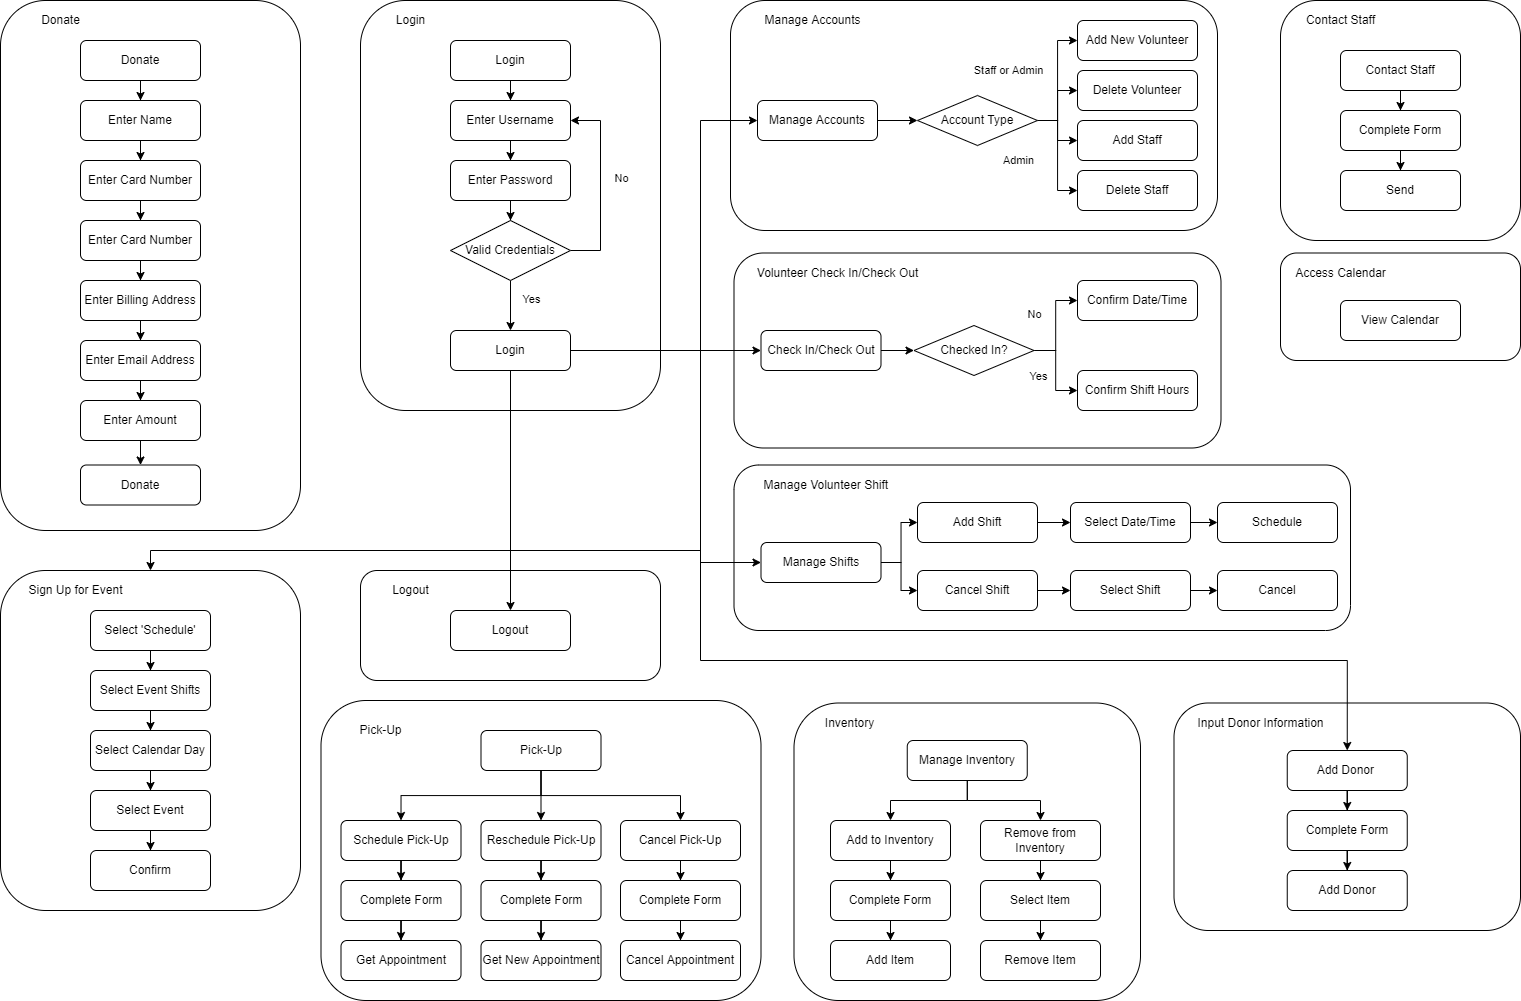 Donate
Donate
Enter Name
Enter Card Number
Enter Card Number
Enter Billing Address
Enter Email Address
Enter Amount
Donate
Login
Login
Enter Username
Enter Password
No
Valid Credentials
Yes
Login
Manage Accounts
Manage Accounts
Account Type
Staff or Admin
Admin
Add New Volunteer
Delete Volunteer
Add Staff
Delete Staff
Contact Staff
Contact Staff
Complete Form
Send
Volunteer Check In/Check Out
Check In/Check Out
Checked In?
No
Yes
Confirm Date/Time
Confirm Shift Hours
Access Calendar
View Calendar
Manage Volunteer Shift
Manage Shifts
Add Shift
Select Date/Time
Schedule
Cancel Shift
Select Shift
Cancel
Sign Up for Event
Select 'Schedule'
Select Event Shifts
Select Calendar Day
Select Event
Confirm
Logout
Logout
Pick-Up
Pick-Up
Schedule Pick-Up
Reschedule Pick-Up
Cancel Pick-Up
Complete Form
Complete Form
Complete Form
Get Appointment
Get New Appointment
Cancel Appointment
Inventory
Manage Inventory
Add to Inventory
Remove from
Inventory
Complete Form
Select Item
Add Item
Remove Item
Input Donor Information
Add Donor
Complete Form
Add Donor